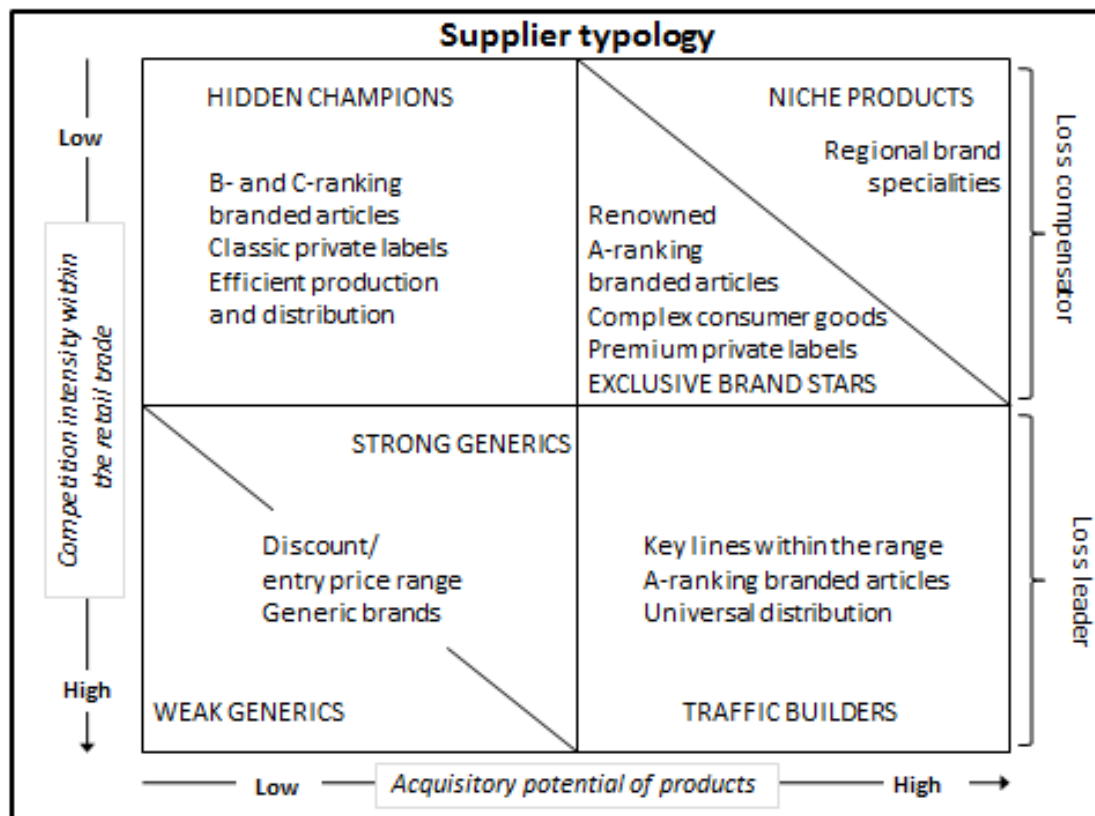 Supplier typology
HIDDEN CHAMPIONS
B- and C-ranking
branded articles
Classic private labels
Efficient production
and distribution
NICHE PRODUCTS
Regional brand
specialities
Renowned
A-ranking
branded articles
Complex consumer goods
Premium private labels
EXCLUSIVE BRAND STARS
STRONG GENERICS
Discount/
entry price range
Generic brands
WEAK GENERICS
Key lines within the range
A-ranking branded articles
Universal distribution
TRAFFIC BUILDERS
Low
Competition intensity within
the retail trade
High
Loss compensator
Loss leader
Low
Acquisitory potential of products
High